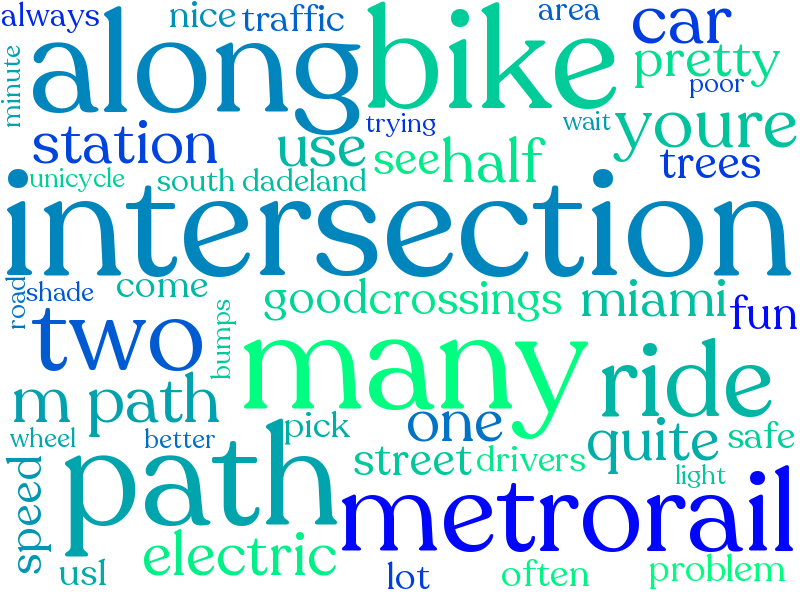 always
nice
traffic
area
car
minute
along
bike
pretty
poor
trying
wait
youre
station
use
see
half
trees
unicycle
south dadeland
intersection
road
shade
come
good
crossings
miami
fun
two
bumps
many
ride
m path
pick
one
quite
safe
wheel
better
path
street
drivers
light
speed
metrorail
electric
usl
lot
often
problem